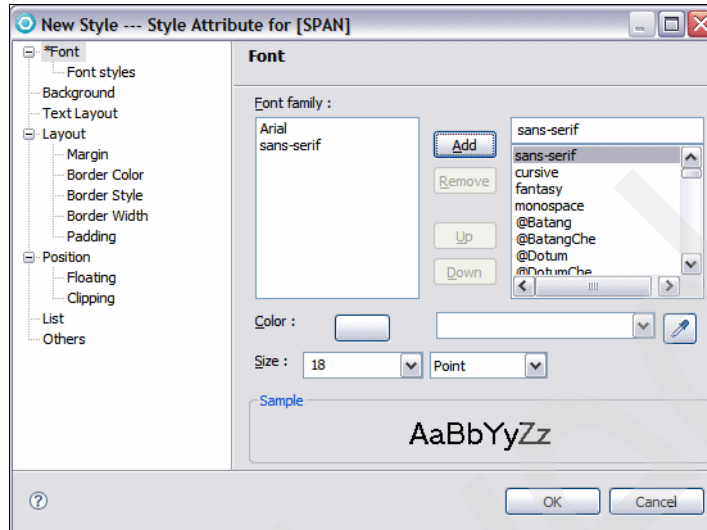 New Style --- Style Attribute for [SPAN]
*Font
Font styles
Background
Text Layout
Layout
Margin
Border Color
Border Style
Border Width
Padding
Position
Floating
Clipping
List
Others
Font
Font family :
Arial
sans-serif
Add
Remove
Up
Down
sans-serif
sans-serif
cursive
fantasy
monospace
@Batang
@BatangChe
@Dotum
@DotumChe
Color :
Size :
18
Point
Sample
AaBbYyZz
?
OK
Cancel